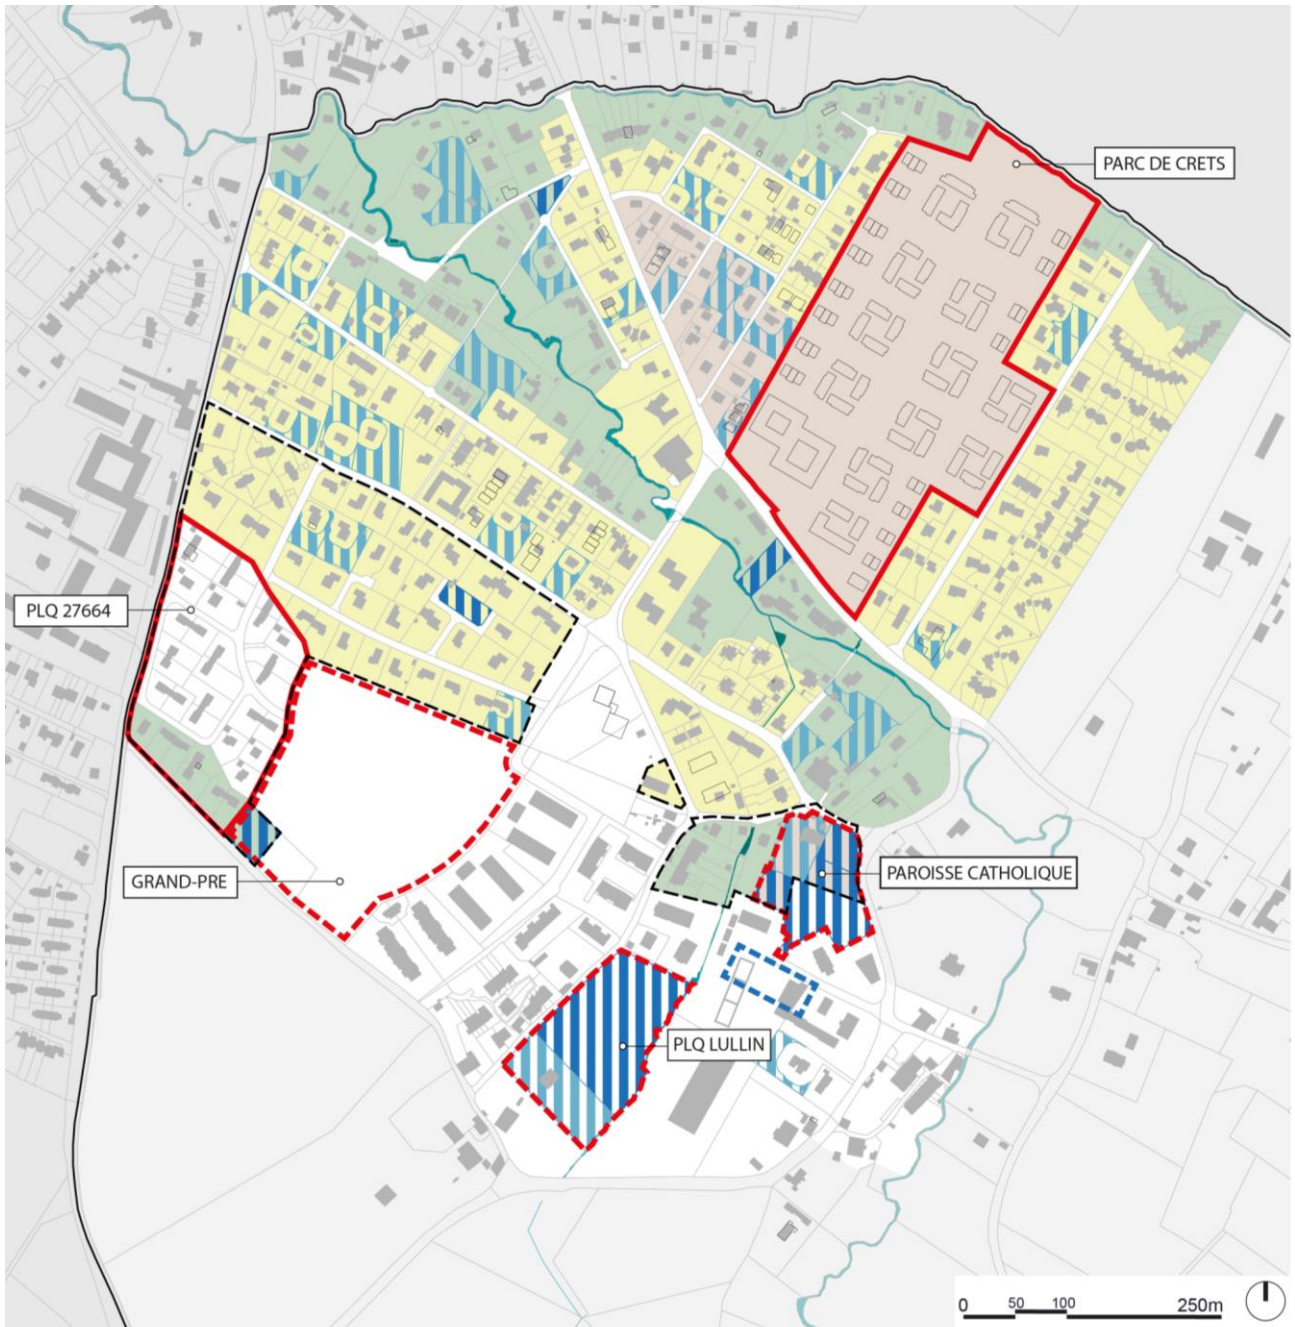 PARC DE CRETS
PLQ 27664
GRAND-PRE
PAROISSE CATHOLIQUE
PLQ LULLIN
0 50 100 250m